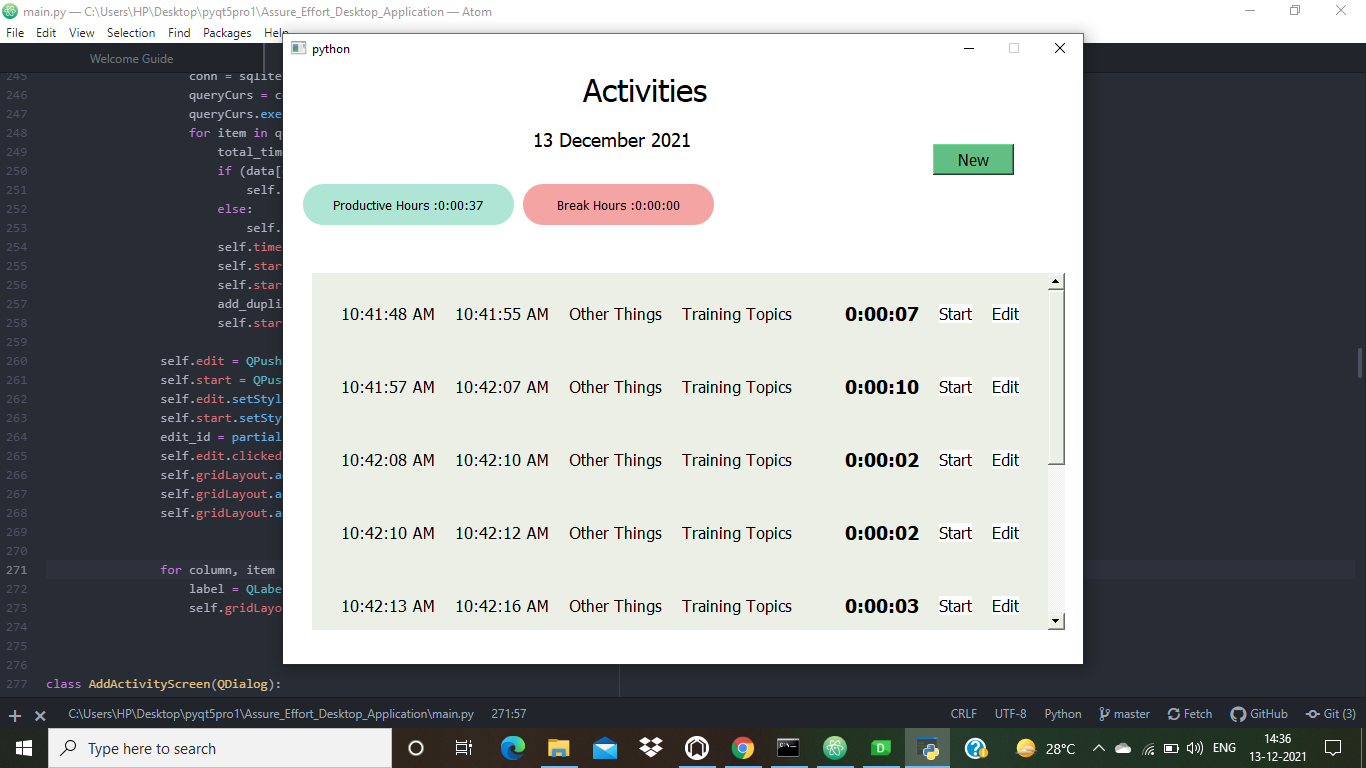 main.py — C:\Users\HP\Desktop\pyqt5pro1\Assure_Effort_Desktop_Application — Atom
File Edit View Selection Find Packages Help
Welcome Guide
python
Activities
13 December 2021
New
Productive Hours :0:00:37 Break Hours :0:00:00
10:41:48 AM 10:41:55 AM Other Things Training Topics 0:00:07 Start Edit
10:41:57 AM 10:42:07 AM Other Things Training Topics 0:00:10 Start Edit
10:42:08 AM 10:42:10 AM Other Things Training Topics 0:00:02 Start Edit
10:42:10 AM 10:42:12 AM Other Things Training Topics 0:00:02 Start Edit
10:42:13 AM 10:42:16 AM Other Things Training Topics 0:00:03 Start Edit
245 conn = sqlite
246 queryCurs = c
247 queryCurs.exe
248 for item in q
249 total_tim
250 if (data[
251 self.
252 else:
253 self.
254 self.time
255 self.star
256 self.star
257 add_dupli
258 self.star
259
260 self.edit = QPush
261 self.start = QPus
262 self.edit.setStyl
263 self.start.setSty
264 edit_id = partial
265 self.edit.clicked
266 self.gridLayout.a
267 self.gridLayout.a
268 self.gridLayout.a
269
270
271 for column, item
272 label = QLabe
273 self.gridLayo
274
275
276
277 class AddActivityScreen(QDialog):
C:\Users\HP\Desktop\pyqt5pro1\Assure_Effort_Desktop_Application\main.py 271:57 CRLF UTF-8 Python master Fetch GitHub Git (3)
Type here to search 28°C ENG 14:36
13-12-2021